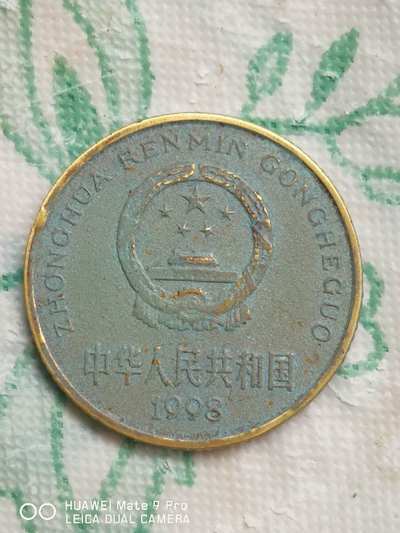 ZHONGHUA RENMIN GONGHEGUO
中华人民共和国
1998
HUAWEI Mate 9 Pro
LEICA DUAL CAMERA